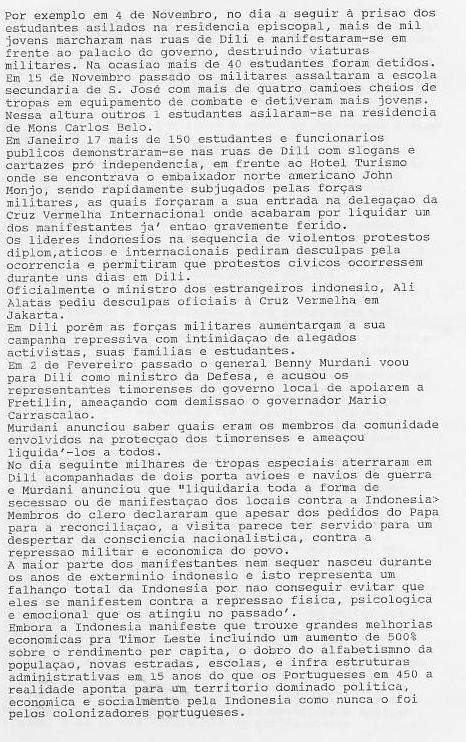 Por exemplo em 4 de Novembro, no dia a seguir à prisao dos
estudantes asilados na residencia episcopal, mais de mil
jovens marcharam nas ruas de Dili e manifestaram-se em
frente ao palacio do governo, destruindo viaturas
militares. Na ocasiao mais de 40 estudantes foram detidos.
Em 15 de Novembro passado os militares assaltaram a escola
secundaria de S. José com mais de quatro camioes cheios de
tropas em equipamento de combate e detiveram mais jovens.
Nessa altura outros 1 estudantes asilaram-se na residencia
de Mons Carlos Belo.
Em Janeiro 17 mais de 150 estudantes e funcionarios
publicos demonstraram-se nas ruas de Dili com slogans e
cartazes pró independencia, em frente ao Hotel Turismo
onde se encontrava o embaixador norte americano John
Monjo, sendo rapidamente subjugados pelas forças
militares, as quais forçaram a sua entrada na delegaçao da
Cruz Vermelha Internacional onde acabaram por liquidar um
dos manifestantes ja' entao gravemente ferido.
Os lideres indonesios na sequencia de violentos protestos
diplom,aticos e internacionais pediram desculpas pela
ocorrencia e permitiram que protestos civicos ocorressem
durante uns dias em Dili.
Oficialmente o ministro dos estrangeiros indonesio, Ali
Alatas pediu desculpas oficiais à Cruz Vermelha em
Jakarta.
Em Dili porém as forças militares aumentargam a sua
campanha repressiva com intimidaçao de alegados
activistas, suas familias e estudantes.
Em 2 de Fevereiro passado o general Benny Murdani voou
para Dili como ministro da Defesa, e acusou os
representantes timorenses do governo local de apoiarem a
Fretilin, ameaçando com demissao o governador Mario
Carrascalao.
Murdani anunciou saber quais eram os membros da comunidade
envolvidos na protecçao dos timorenses e ameaçou
liquida'-los a todos.
No dia seguinte milhares de tropas especiais aterraram em
Dili acompanhadas de dois porta avioes e navios de guerra
e Murdani anunciou que "liquidaria toda a forma de
secessao ou de manifestaçao dos locais contra a Indonesia>
Membros do clero declararam que apesar dos pedidos do Papa
para a reconciliaçao, a visita parece ter servido para um
despertar da consciencia nacionalistica, contra a
repressao militar e economica do povo.
A maior parte dos manifestantes nem sequer nasceu durante
os anos de exterminio indonesio e isto representa um
falhanço total da Indonesia por nao conseguir evitar que
eles se manifestem contra a repressao fisica, psicologica
e emocional que os atingiu no passado'.
Embora a Indonesia manifeste que trouxe grandes melhorias
economicas pra Timor Leste incluindo um aumento de 500%
sobre o rendimento per capita, o dobro do alfabetismno da
populaçao, novas estradas, escolas, e infra estruturas
administrativas em 15 anos do que os Portugueses em 450 a
realidade aponta para um territorio dominado politica,
economica e socialmente pela Indonesia como nunca o foi
pelos colonizadores portugueses.